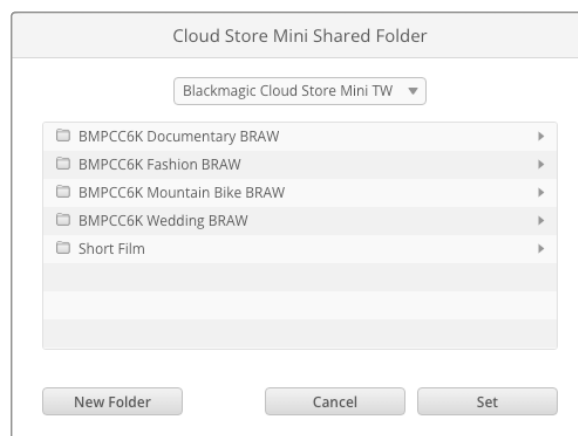 Cloud Store Mini Shared Folder
Blackmagic Cloud Store Mini TW
BMPCC6K Documentary BRAW
BMPCC6K Fashion BRAW
BMPCC6K Mountain Bike BRAW
BMPCC6K Wedding BRAW
Short Film
New Folder Cancel Set